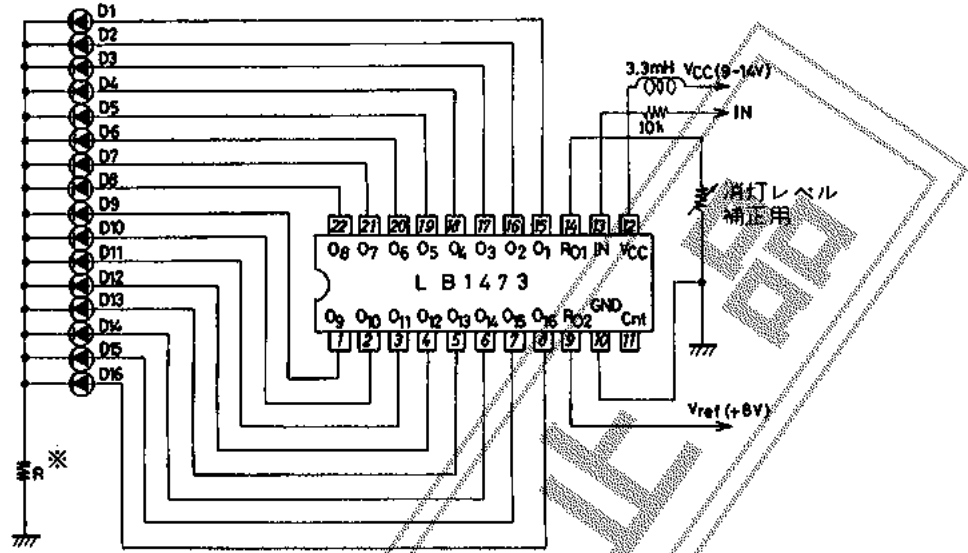 D1
D2
D3
D4
D5
D6
D7
D8
D9
D10
D11
D12
D13
D14
D15
D16
3.3mH VCC(9-14V)
10k
IN
消灯レベル
補正用
22 21 20 19 18 17 16 15 14 13 12
O8 O7 O6 O5 O4 O3 O2 O1 RO1 IN VCC
LB1473
O9 O10 O11 O12 O13 O14 O15 O16 RO2 GND Cnt
1 2 3 4 5 6 7 8 9 10 11
Vref(+8V)
R ※